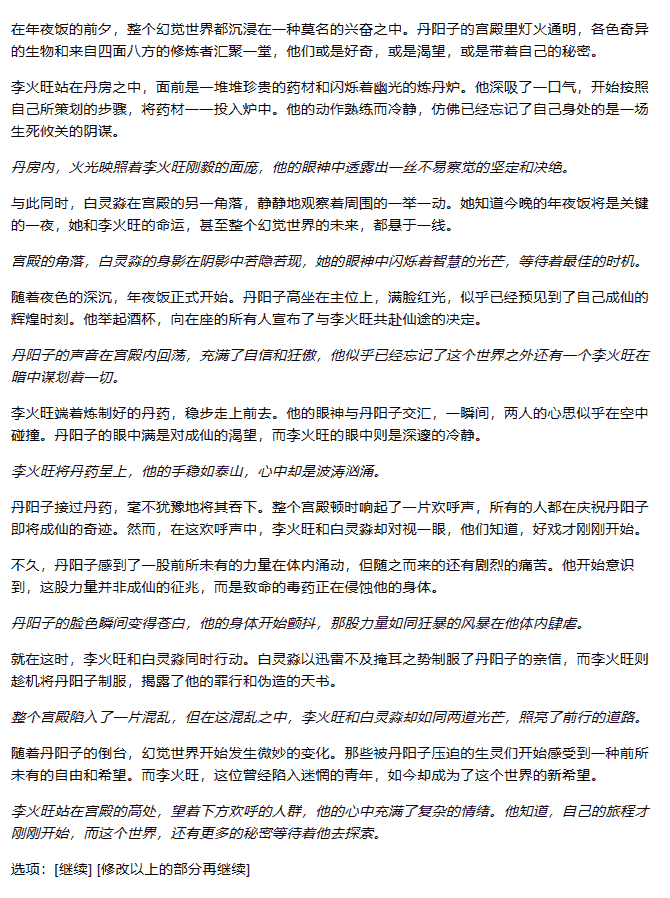 在年夜饭的前夕，整个幻觉世界都沉浸在一种莫名的兴奋之中。丹阳子的宫殿里灯火通明，各色奇异
的生物和来自四面八方的修炼者汇聚一堂，他们或是好奇，或是渴望，或是带着自己的秘密。
李火旺站在丹房之中，面前是一堆堆珍贵的药材和闪烁着幽光的炼丹炉。他深吸了一口气，开始按照
自己所策划的步骤，将药材一一投入炉中。他的动作熟练而冷静，仿佛已经忘记了自己身处的是一场
生死攸关的阴谋。
丹房内，火光映照着李火旺刚毅的面庞，他的眼神中透露出一丝不易察觉的坚定和决绝。
与此同时，白灵淼在宫殿的另一角落，静静地观察着周围的一举一动。她知道今晚的年夜饭将是关键
的一夜，她和李火旺的命运，甚至整个幻觉世界的未来，都悬于一线。
宫殿的角落，白灵淼的身影在阴影中若隐若现，她的眼神中闪烁着智慧的光芒，等待着最佳的时机。
随着夜色的深沉，年夜饭正式开始。丹阳子高坐在主位上，满脸红光，似乎已经预见到了自己成仙的
辉煌时刻。他举起酒杯，向在座的所有人宣布了与李火旺共赴仙途的决定。
丹阳子的声音在宫殿内回荡，充满了自信和狂傲，他似乎已经忘记了这个世界之外还有一个李火旺在
暗中谋划着一切。
李火旺端着炼制好的丹药，稳步走上前去。他的眼神与丹阳子交汇，一瞬间，两人的心思似乎在空中
碰撞。丹阳子的眼中满是对成仙的渴望，而李火旺的眼中则是深邃的冷静。
李火旺将丹药呈上，他的手稳如泰山，心中却是波涛汹涌。
丹阳子接过丹药，毫不犹豫地将其吞下。整个宫殿顿时响起了一片欢呼声，所有的人都在庆祝丹阳子
即将成仙的奇迹。然而，在这欢呼声中，李火旺和白灵淼却对视一眼，他们知道，好戏才刚刚开始。
不久，丹阳子感到了一股前所未有的力量在体内涌动，但随之而来的还有剧烈的痛苦。他开始意识
到，这股力量并非成仙的征兆，而是致命的毒药正在侵蚀他的身体。
丹阳子的脸色瞬间变得苍白，他的身体开始颤抖，那股力量如同狂暴的风暴在他体内肆虐。
就在这时，李火旺和白灵淼同时行动。白灵淼以迅雷不及掩耳之势制服了丹阳子的亲信，而李火旺则
趁机将丹阳子制服，揭露了他的罪行和伪造的天书。
整个宫殿陷入了一片混乱，但在这混乱之中，李火旺和白灵淼却如同两道光芒，照亮了前行的道路。
随着丹阳子的倒台，幻觉世界开始发生微妙的变化。那些被丹阳子压迫的生灵们开始感受到一种前所
未有的自由和希望。而李火旺，这位曾经陷入迷惘的青年，如今却成为了这个世界的新希望。
李火旺站在宫殿的高处，望着下方欢呼的人群，他的心中充满了复杂的情绪。他知道，自己的旅程才
刚刚开始，而这个世界，还有更多的秘密等待着他去探索。
选项：[继续] [修改以上的部分再继续]